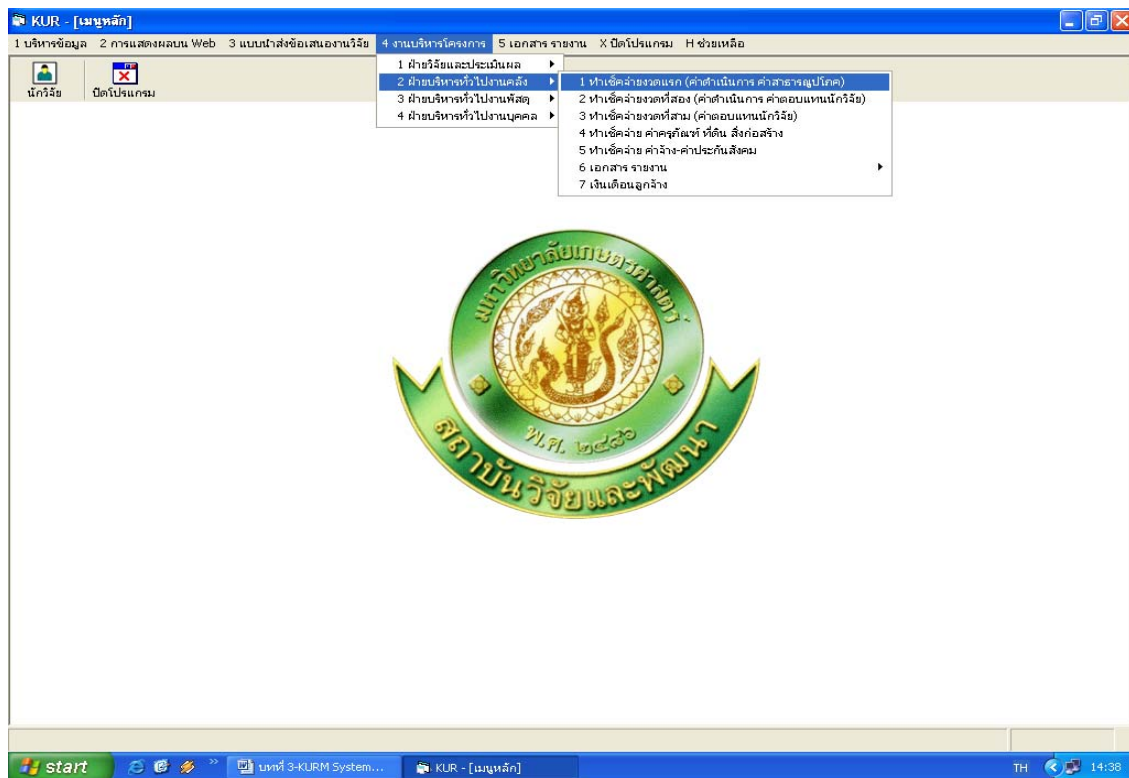 KUR - [เมนูหลัก]
1 บริหารข้อมูล 2 การแสดงผลบน Web 3 แบบนำส่งข้อเสนองานวิจัย 4 งานบริหารโครงการ 5 เอกสาร รายงาน X ปิดโปรแกรม H ช่วยเหลือ
นักวิจัย ปิดโปรแกรม
1 ฝ่ายวิจัยและประเมินผล
2 ฝ่ายบริหารทั่วไปงานคลัง
3 ฝ่ายบริหารทั่วไปงานพัสดุ
4 ฝ่ายบริหารทั่วไปงานบุคคล
1 ทำเช็คจ่ายงวดแรก (ค่าดำเนินการ ค่าสาธารณูปโภค)
2 ทำเช็คจ่ายงวดที่สอง (ค่าดำเนินการ ค่าตอบแทนนักวิจัย)
3 ทำเช็คจ่ายงวดที่สาม (ค่าตอบแทนนักวิจัย)
4 ทำเช็คจ่าย ค่าครุภัณฑ์ ที่ดิน สิ่งก่อสร้าง
5 ทำเช็คจ่าย ค่าจ้าง-ค่าประกันสังคม
6 เอกสาร รายงาน
7 เงินเดือนลูกจ้าง
มหาวิทยาลัยเกษตรศาสตร์
พ.ศ. ๒๔๘๖
สถาบันวิจัยและพัฒนา
start บทที่ 3-KURM System... KUR - [เมนูหลัก] TH 14:38